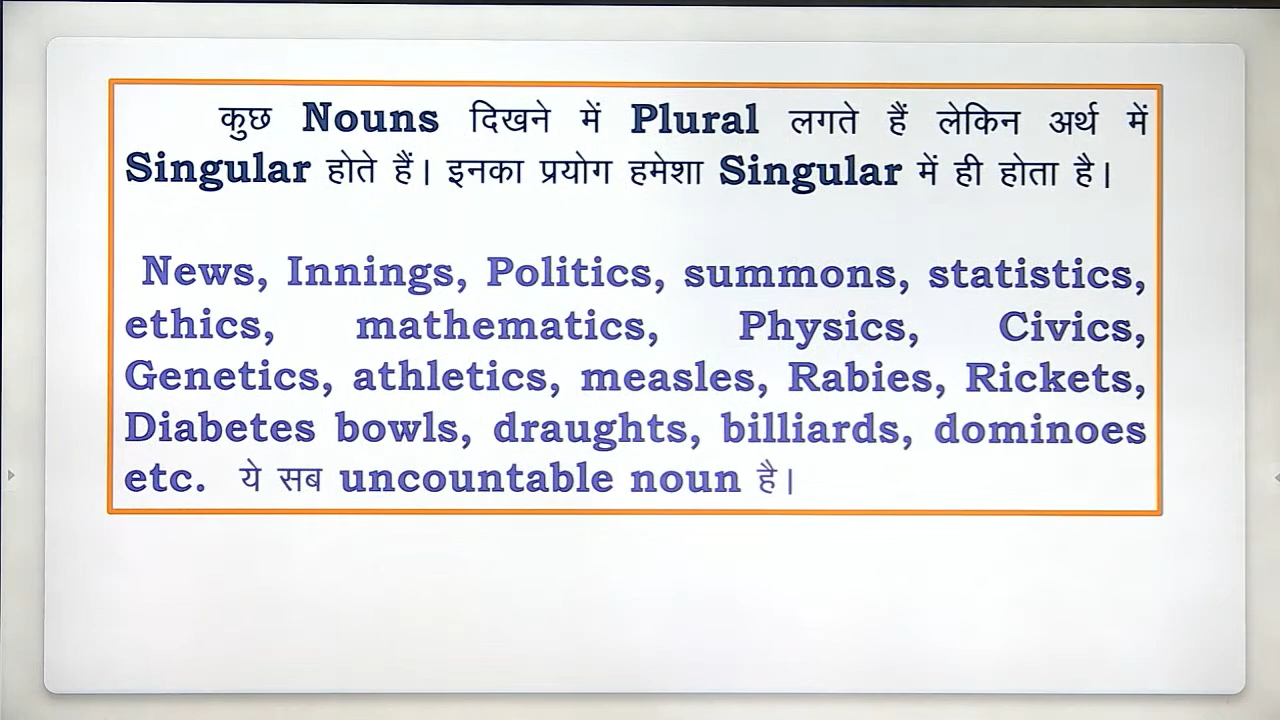 कुछ Nouns दिखने में Plural लगते हैं लेकिन अर्थ में
Singular होते हैं। इनका प्रयोग हमेशा Singular में ही होता है।
News, Innings, Politics, summons, statistics,
ethics, mathematics, Physics, Civics,
Genetics, athletics, measles, Rabies, Rickets,
Diabetes bowls, draughts, billiards, dominoes
etc. ये सब uncountable noun है।